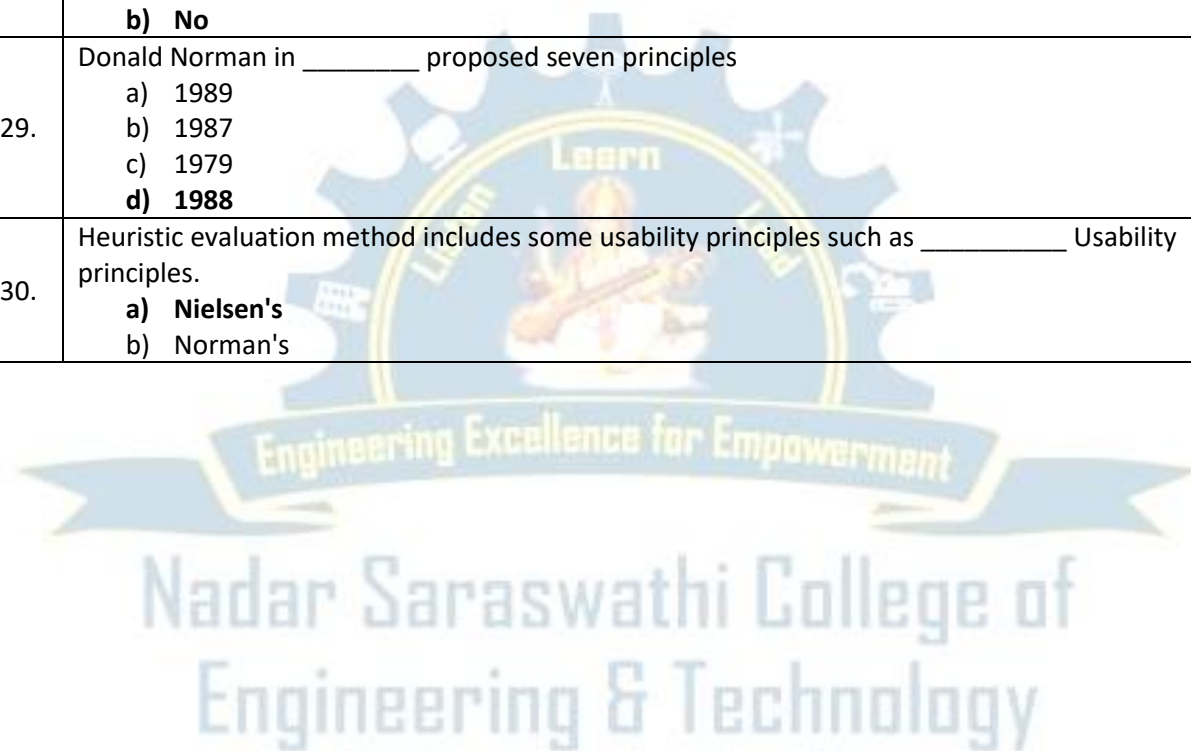 b) No
29.
Donald Norman in ________ proposed seven principles
a) 1989
b) 1987
c) 1979
d) 1988
30.
Heuristic evaluation method includes some usability principles such as __________ Usability
principles.
a) Nielsen's
b) Norman's
Listen
Learn
Lead
Engineering Excellence for Empowerment
Nadar Saraswathi College of
Engineering & Technology